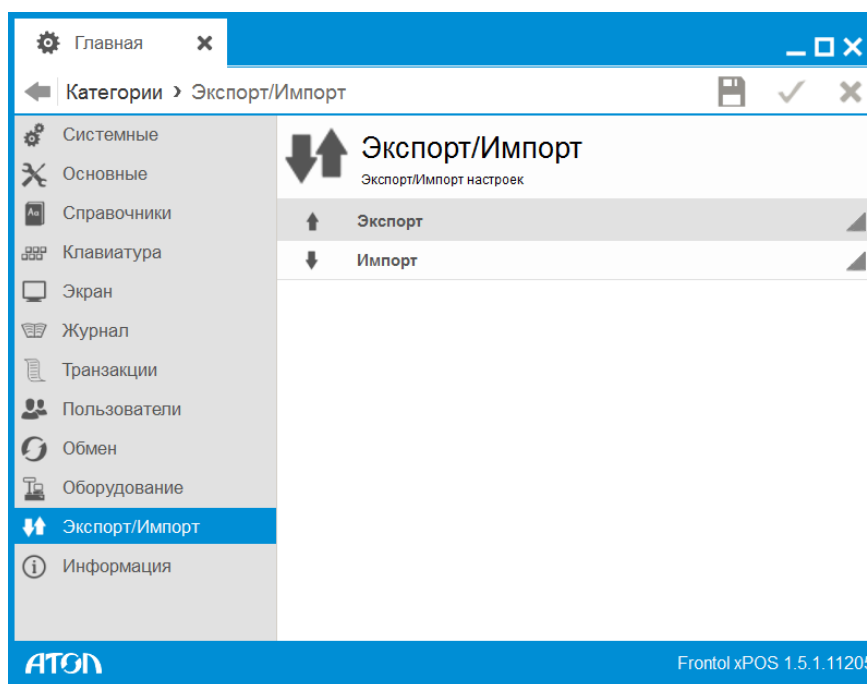 Главная
Категории › Экспорт/Импорт
Системные
Основные
Справочники
Клавиатура
Экран
Журнал
Транзакции
Пользователи
Обмен
Оборудование
Экспорт/Импорт
Информация
Экспорт/Импорт
Экспорт/Импорт настроек
Экспорт
Импорт
АТОЛ
Frontol xPOS 1.5.1.11205